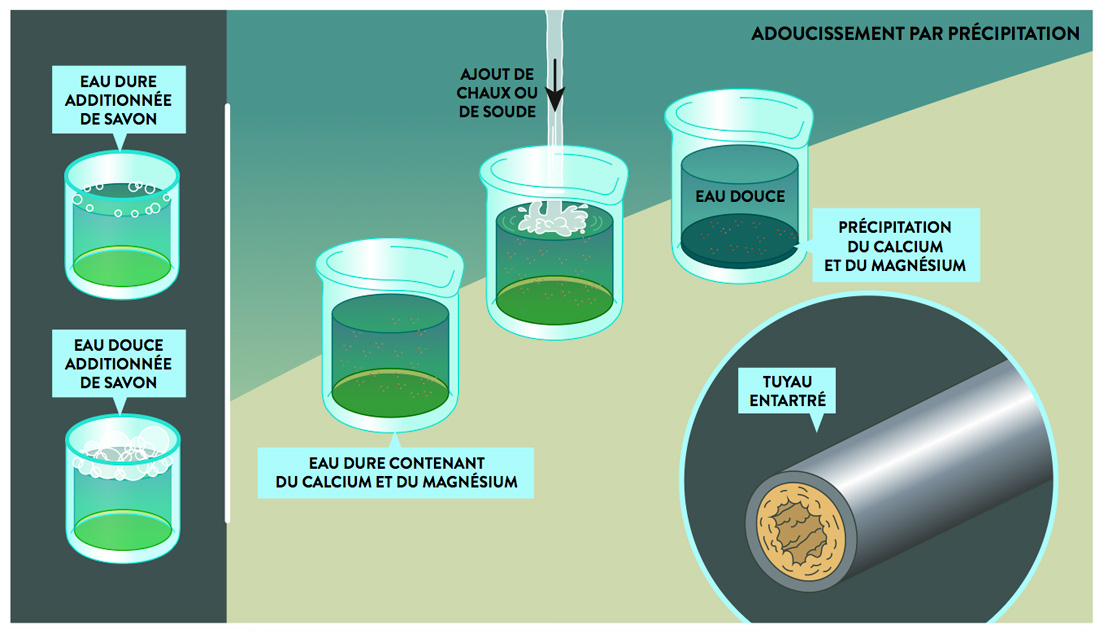 ADOUCISSEMENT PAR PRÉCIPITATION
EAU DURE
ADDITIONNÉE
DE SAVON
EAU DOUCE
ADDITIONNÉE
DE SAVON
EAU DURE CONTENANT
DU CALCIUM ET DU MAGNÉSIUM
AJOUT DE
CHAUX OU
DE SOUDE
EAU DOUCE
PRÉCIPITATION
DU CALCIUM
ET DU MAGNÉSIUM
TUYAU
ENTARTRÉ